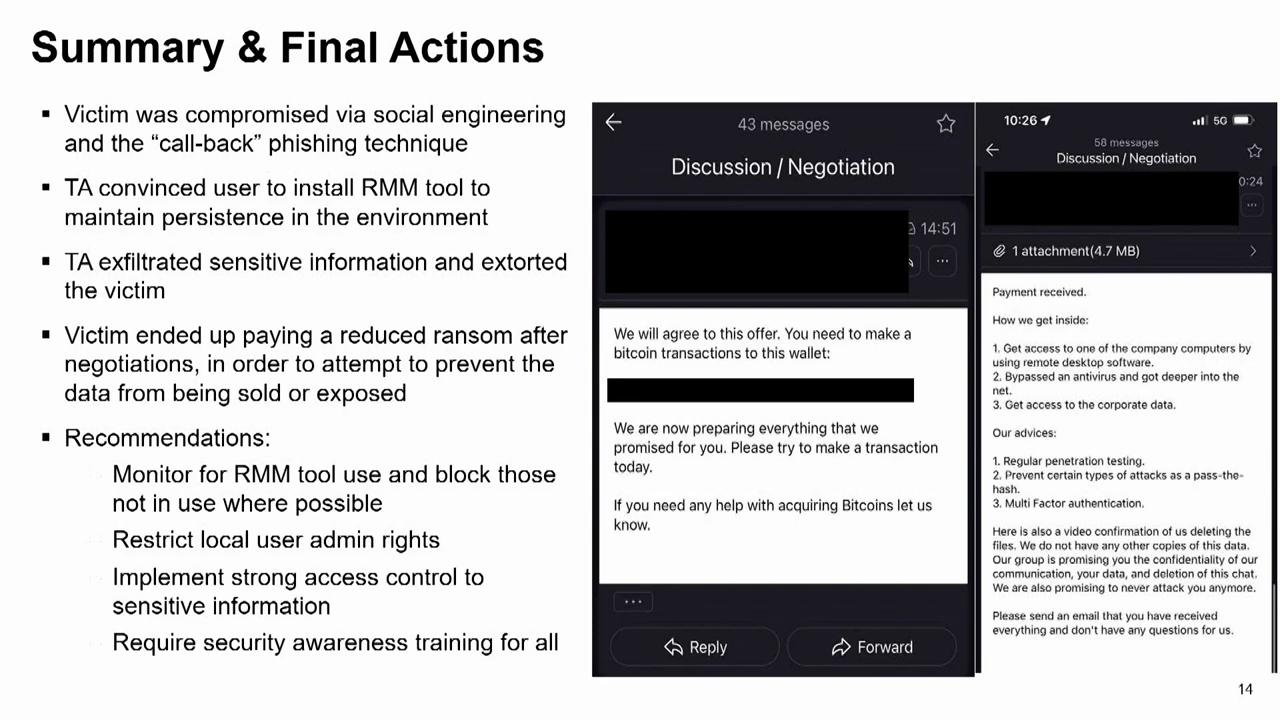 Summary & Final Actions
▪ Victim was compromised via social engineering
and the “call-back” phishing technique
▪ TA convinced user to install RMM tool to
maintain persistence in the environment
▪ TA exfiltrated sensitive information and extorted
the victim
▪ Victim ended up paying a reduced ransom after
negotiations, in order to attempt to prevent the
data from being sold or exposed
▪ Recommendations:
Monitor for RMM tool use and block those
not in use where possible
Restrict local user admin rights
Implement strong access control to
sensitive information
Require security awareness training for all
43 messages
Discussion / Negotiation
14:51
We will agree to this offer. You need to make a
bitcoin transactions to this wallet:
We are now preparing everything that we
promised for you. Please try to make a transaction
today.
If you need any help with acquiring Bitcoins let us
know.
Reply
Forward
10:26
5G
58 messages
Discussion / Negotiation
0:24
1 attachment(4.7 MB)
Payment received.
How we get inside:
1. Get access to one of the company computers by
using remote desktop software.
2. Bypassed an antivirus and got deeper into the
net.
3. Get access to the corporate data.
Our advices:
1. Regular penetration testing.
2. Prevent certain types of attacks as a pass-the-
hash.
3. Multi Factor authentication.
Here is also a video confirmation of us deleting the
files. We do not have any other copies of this data.
Our group is promising you the confidentiality of our
communication, your data, and deletion of this chat.
We are also promising to never attack you anymore.
Please send an email that you have received
everything and don't have any questions for us.
14